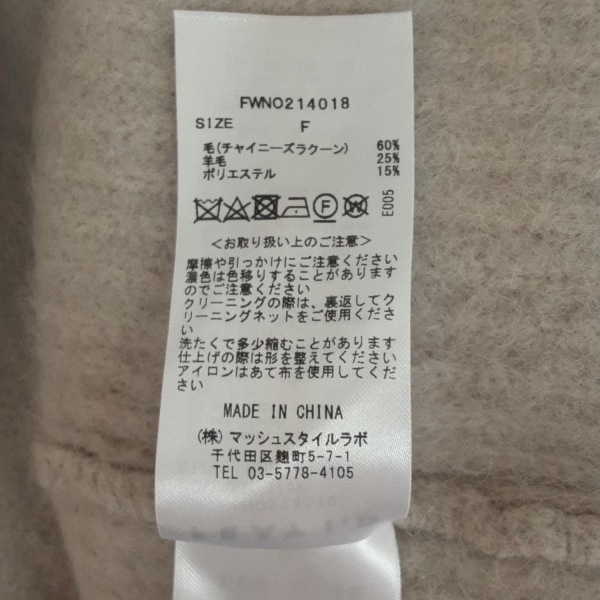 FWNO214018
SIZE F
毛(チャイニーズラクーン) 60%
羊毛 25%
ポリエステル 15%
F W E005
<お取り扱い上のご注意>
摩擦や引っかけにご注意ください
濃色は色移りすることがあります
のでご注意ください
クリーニングの際は、裏返してク
リーニングネットをご使用くださ
い
洗たくで多少縮むことがあります
仕上げの際は形を整えてください
アイロンはあて布を使用してくだ
さい
MADE IN CHINA
(株) マッシュスタイルラボ
千代田区麹町5-7-1
TEL 03-5778-4105